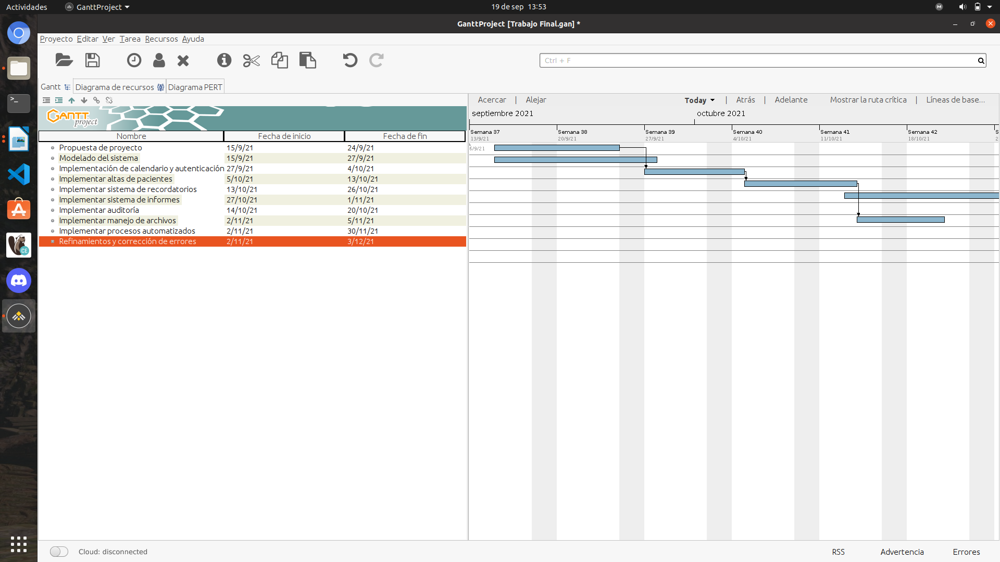 Actividades GanttProject 19 de sep 13:53 M
GanttProject [Trabajo Final.gan] *
Proyecto Editar Ver Tarea Recursos Ayuda
Ctrl + F
Gantt Diagrama de recursos Diagrama PERT
Acercar | Alejar Today | Atrás | Adelante Mostrar la ruta crítica | Líneas de base...
GANTT project
septiembre 2021 octubre 2021
Semana 37 Semana 38 Semana 39 Semana 40 Semana 41 Semana 42 S
13/9/21 20/9/21 27/9/21 4/10/21 11/10/21 18/10/21 2
6/9/21
Nombre Fecha de inicio Fecha de fin
Propuesta de proyecto 15/9/21 24/9/21
Modelado del sistema 15/9/21 27/9/21
Implementación de calendario y autenticación 27/9/21 4/10/21
Implementar altas de pacientes 5/10/21 13/10/21
Implementar sistema de recordatorios 13/10/21 26/10/21
Implementar sistema de informes 27/10/21 1/11/21
Implementar auditoría 14/10/21 20/10/21
Implementar manejo de archivos 2/11/21 5/11/21
Implementar procesos automatizados 2/11/21 30/11/21
Refinamientos y corrección de errores 2/11/21 3/12/21
>_
CE
Cloud: disconnected RSS Advertencia Errores